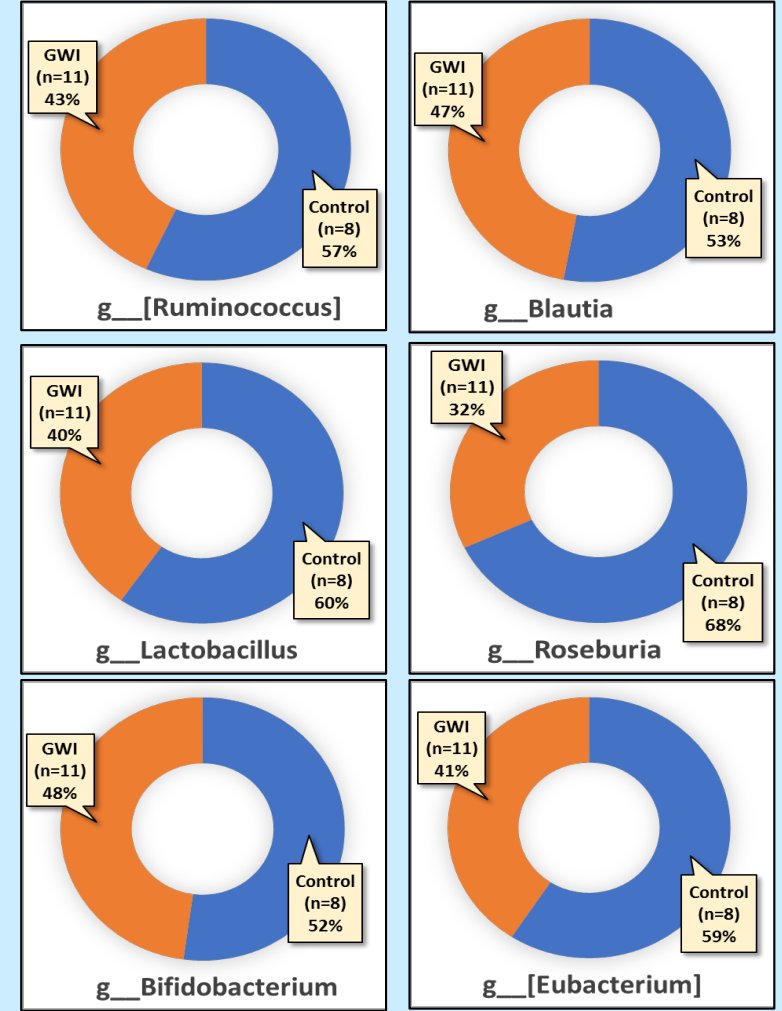 GWI
(n=11)
43%
Control
(n=8)
57%
g__[Ruminococcus]
GWI
(n=11)
47%
Control
(n=8)
53%
g__Blautia
GWI
(n=11)
40%
Control
(n=8)
60%
g__Lactobacillus
GWI
(n=11)
32%
Control
(n=8)
68%
g__Roseburia
GWI
(n=11)
48%
Control
(n=8)
52%
g__Bifidobacterium
GWI
(n=11)
41%
Control
(n=8)
59%
g__[Eubacterium]